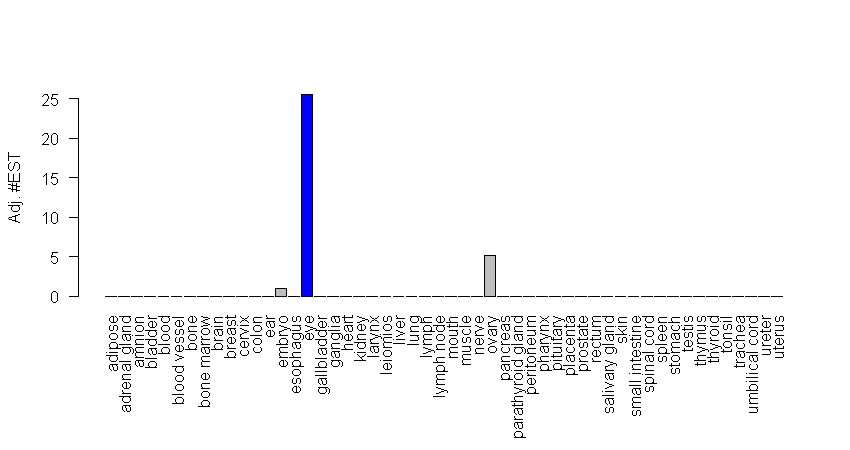 Adj. #EST
25
20
15
10
5
0
adipose
adrenal gland
amnion
bladder
blood
blood vessel
bone
bone marrow
brain
breast
cervix
colon
ear
embryo
esophagus
eye
gallbladder
ganglia
heart
kidney
larynx
leiomios
liver
lung
lymph
lymph node
mouth
muscle
nerve
ovary
pancreas
parathyroid gland
peritoneum
pharynx
pituitary
placenta
prostate
rectum
salivary gland
skin
small intestine
spinal cord
spleen
stomach
testis
thymus
thyroid
tonsil
trachea
umbilical cord
ureter
uterus